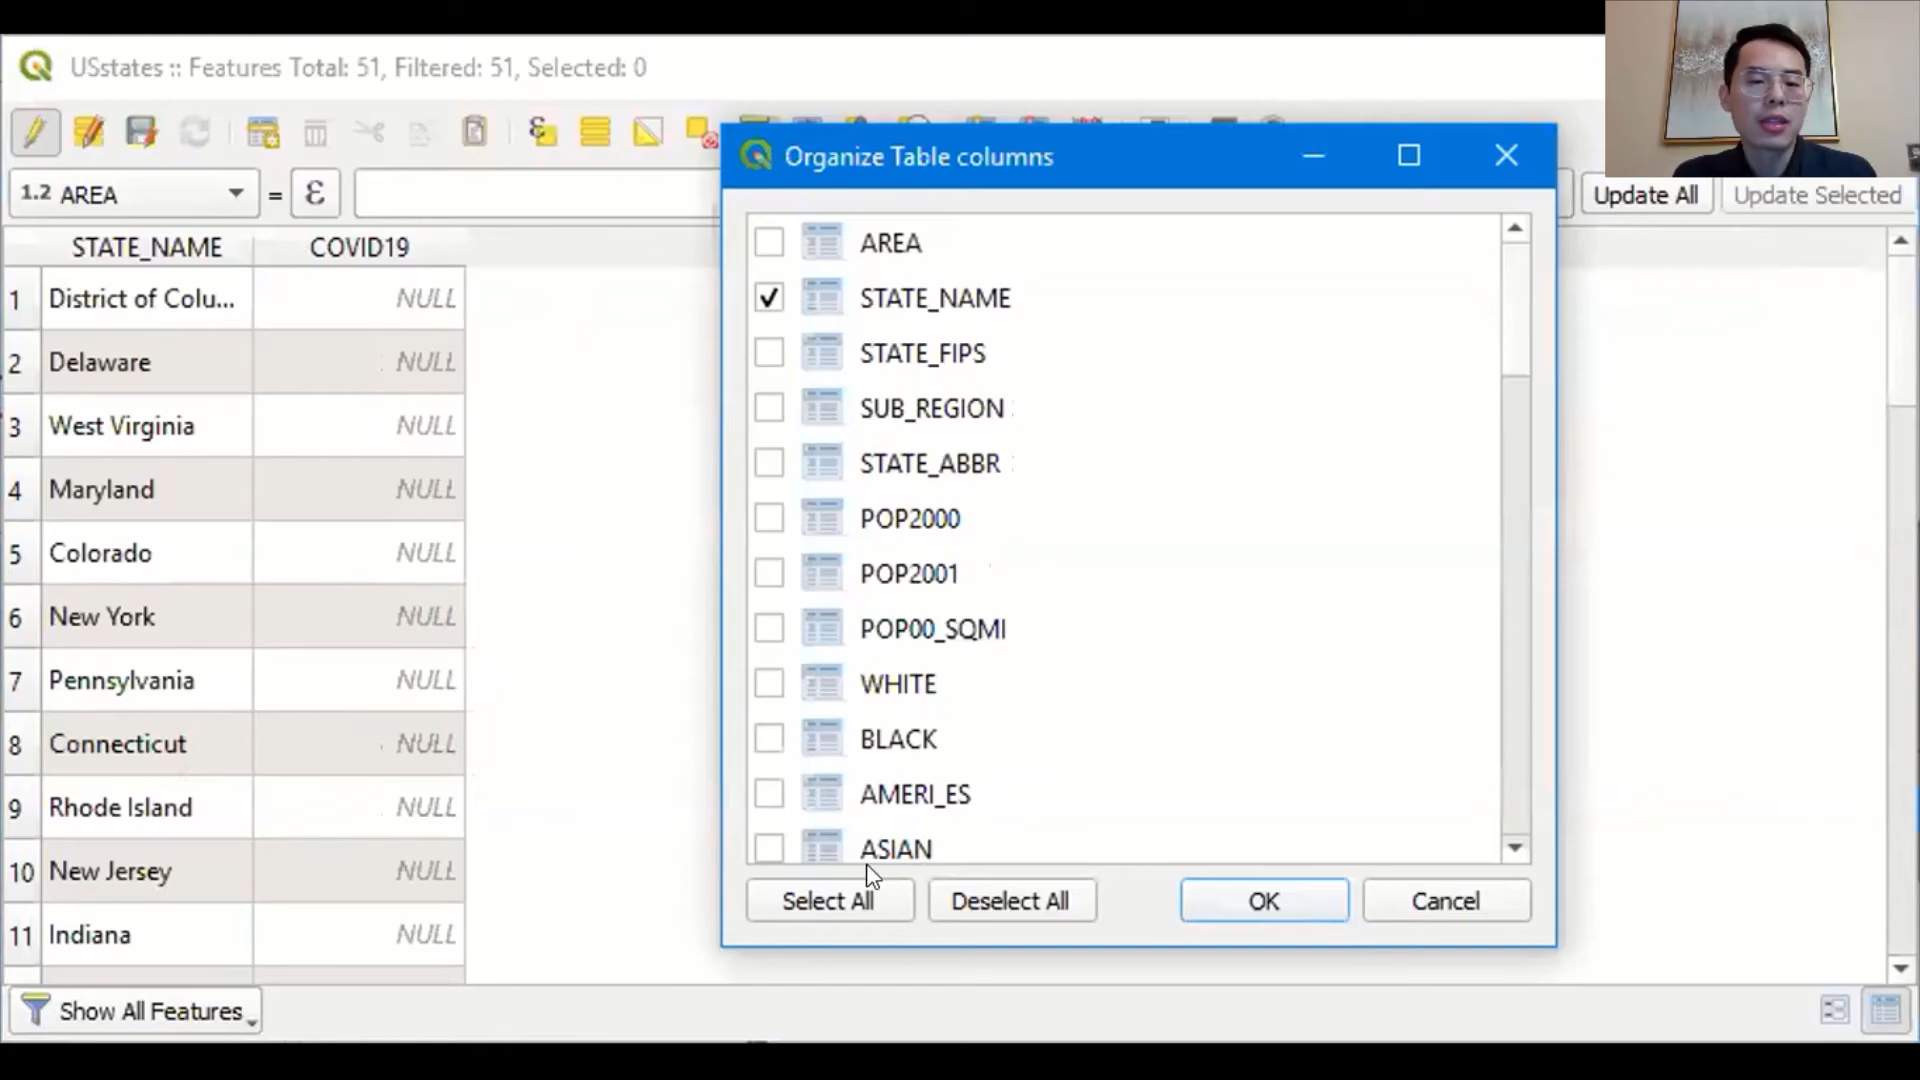 USstates :: Features Total: 51, Filtered: 51, Selected: 0
1.2 AREA
=
ε
Update All
Update Selected
STATE_NAME COVID19
1 District of Colu... NULL
2 Delaware NULL
3 West Virginia NULL
4 Maryland NULL
5 Colorado NULL
6 New York NULL
7 Pennsylvania NULL
8 Connecticut NULL
9 Rhode Island NULL
10 New Jersey NULL
11 Indiana NULL
Show All Features
Organize Table columns
AREA
STATE_NAME
STATE_FIPS
SUB_REGION
STATE_ABBR
POP2000
POP2001
POP00_SQMI
WHITE
BLACK
AMERI_ES
ASIAN
Select All
Deselect All
OK
Cancel